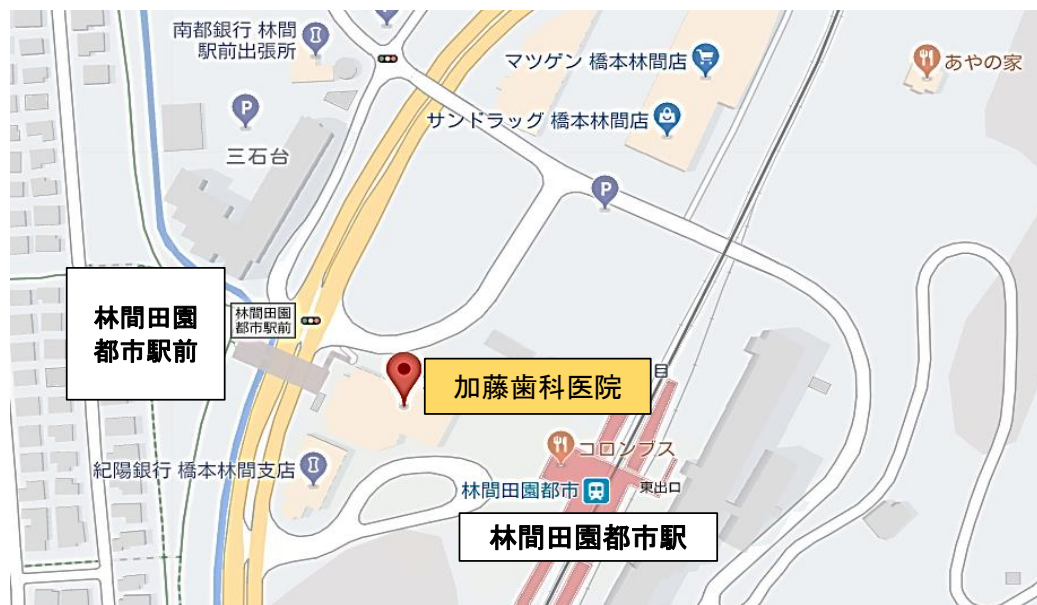 南都銀行 林間
駅前出張所
マツゲン 橋本林間店
あやの家
P
サンドラッグ 橋本林間店
三石台
P
林間田園
都市駅前
林間田園
都市駅前
加藤歯科医院
コロンブス
紀陽銀行 橋本林間支店
林間田園都市
東出口
林間田園都市駅